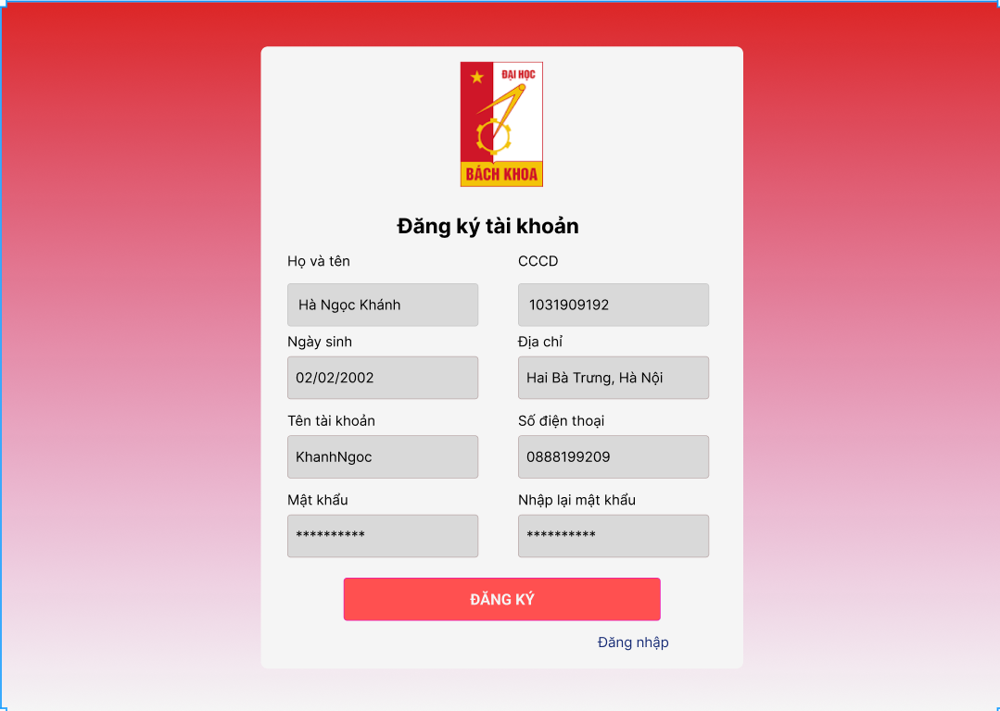 ĐẠI HỌC
BÁCH KHOA
Đăng ký tài khoản
Họ và tên
CCCD
Hà Ngọc Khánh
1031909192
Ngày sinh
Địa chỉ
02/02/2002
Hai Bà Trưng, Hà Nội
Tên tài khoản
Số điện thoại
KhanhNgoc
0888199209
Mật khẩu
Nhập lại mật khẩu
**********
**********
ĐĂNG KÝ
Đăng nhập